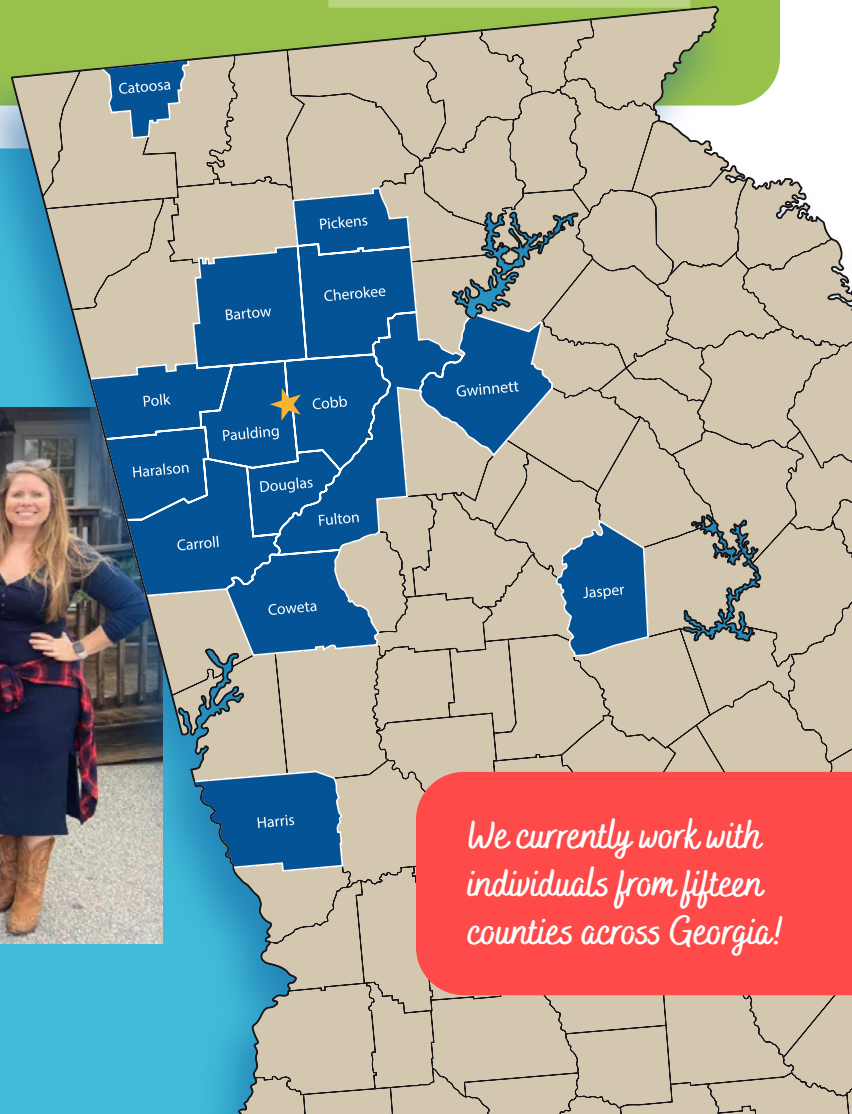 Catoosa
Pickens
Cherokee
Bartow
Gwinnett
Polk
Cobb
Paulding
Haralson
Douglas
Fulton
Carroll
Jasper
Coweta
Harris
We currently work with
individuals from fifteen
counties across Georgia!